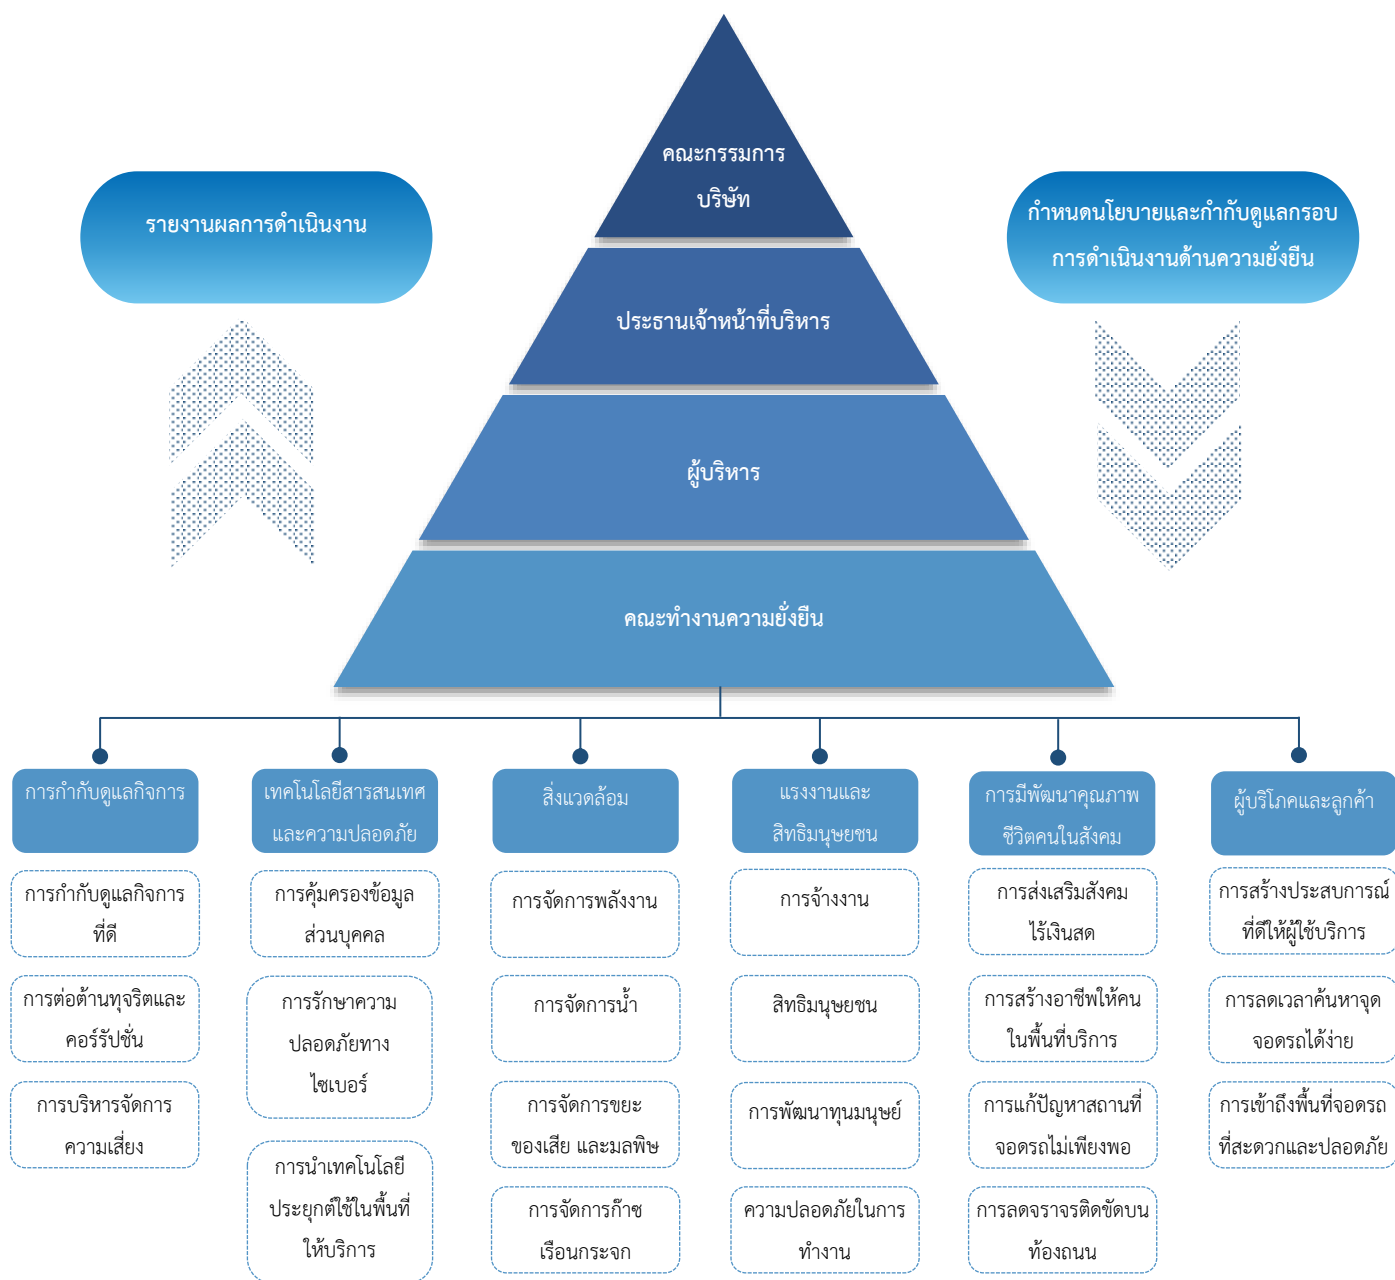 คณะกรรมการ
บริษัท
รายงานผลการดำเนินงาน
กำหนดนโยบายและกำกับดูแลกรอบ
การดำเนินงานด้านความยั่งยืน
ประธานเจ้าหน้าที่บริหาร
ผู้บริหาร
คณะทำงานความยั่งยืน
การกำกับดูแลกิจการ
การกำกับดูแลกิจการ
ที่ดี
การต่อต้านทุจริตและ
คอร์รัปชั่น
การบริหารจัดการ
ความเสี่ยง
เทคโนโลยีสารสนเทศ
และความปลอดภัย
การคุ้มครองข้อมูล
ส่วนบุคคล
การรักษาความ
ปลอดภัยทาง
ไซเบอร์
การนำเทคโนโลยี
ประยุกต์ใช้ในพื้นที่
ให้บริการ
สิ่งแวดล้อม
การจัดการพลังงาน
การจัดการน้ำ
การจัดการขยะ
ของเสีย และมลพิษ
การจัดการก๊าซ
เรือนกระจก
แรงงานและ
สิทธิมนุษยชน
การจ้างงาน
สิทธิมนุษยชน
การพัฒนาทุนมนุษย์
ความปลอดภัยในการ
ทำงาน
การมีพัฒนาคุณภาพ
ชีวิตคนในสังคม
การส่งเสริมสังคม
ไร้เงินสด
การสร้างอาชีพให้คน
ในพื้นที่บริการ
การแก้ปัญหาสถานที่
จอดรถไม่เพียงพอ
การลดจราจรติดขัดบน
ท้องถนน
ผู้บริโภคและลูกค้า
การสร้างประสบการณ์
ที่ดีให้ผู้ใช้บริการ
การลดเวลาค้นหาจุด
จอดรถได้ง่าย
การเข้าถึงพื้นที่จอดรถ
ที่สะดวกและปลอดภัย